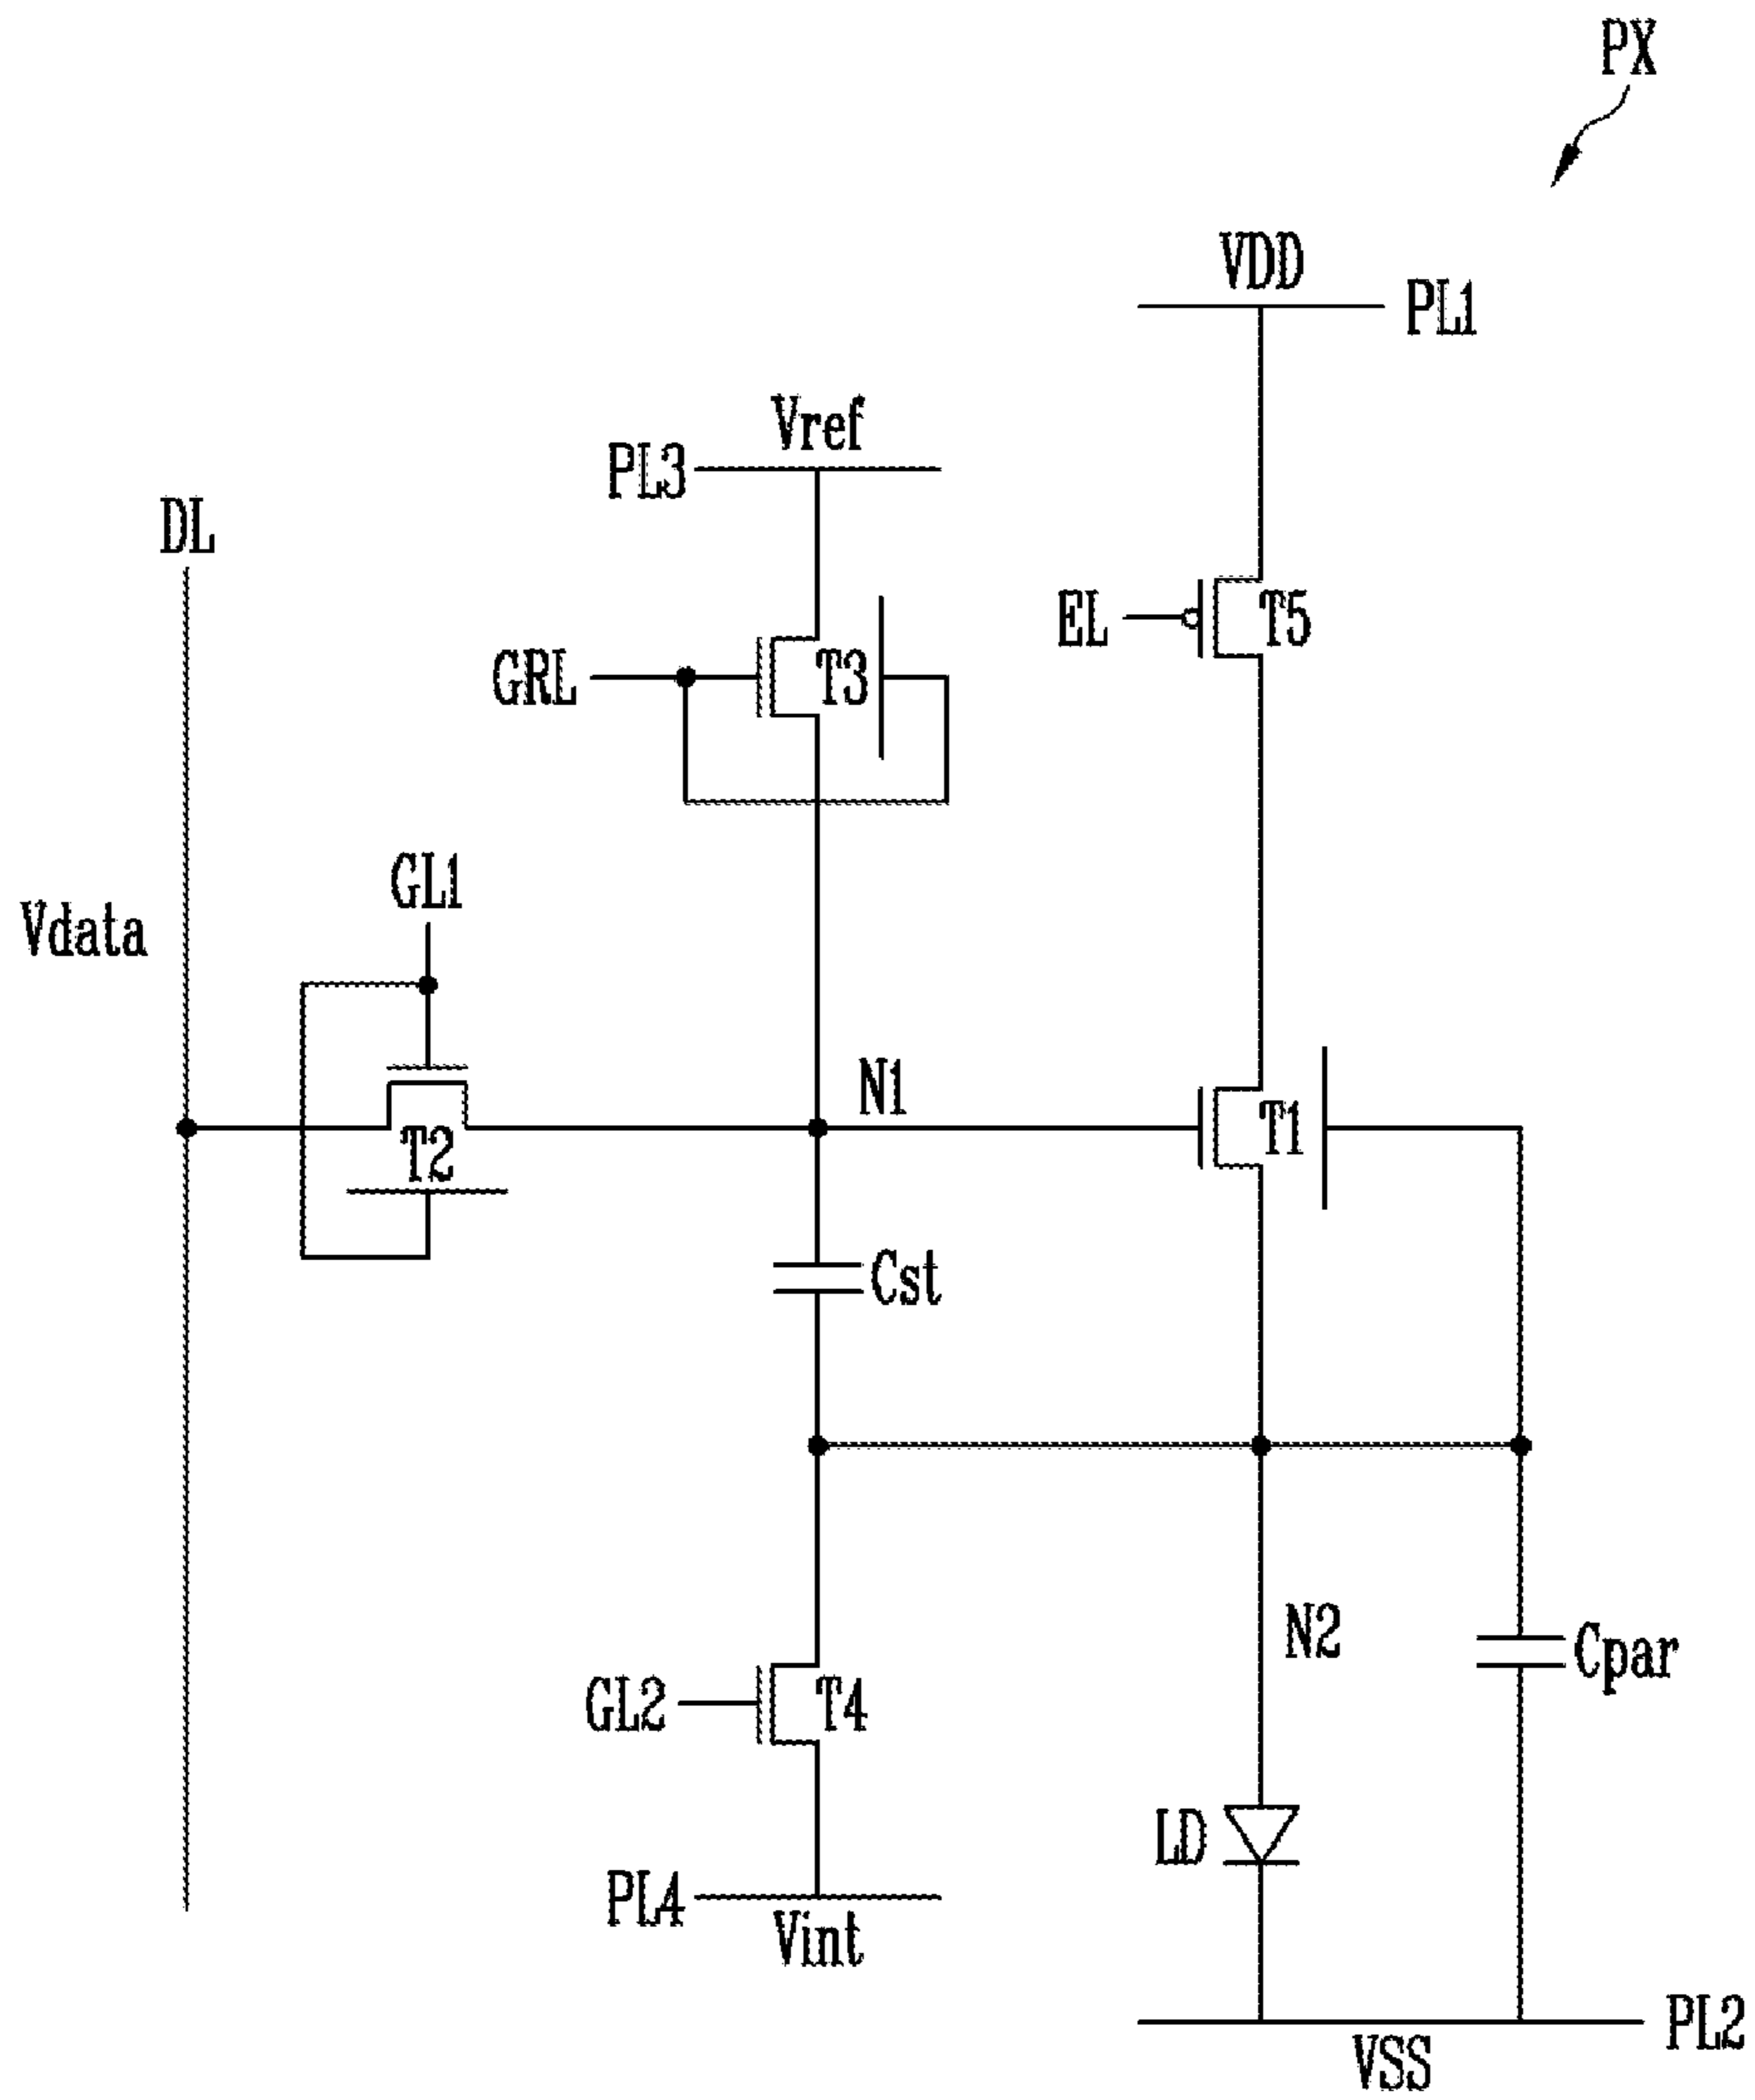 PX
VDD
PL1
Vref
PL3
DL
EL
T5
GRL
T3
GL1
Vdata
N1
T1
T2
Cst
N2
Cpar
GL2
T4
LD
PL4
Vint
PL2
VSS